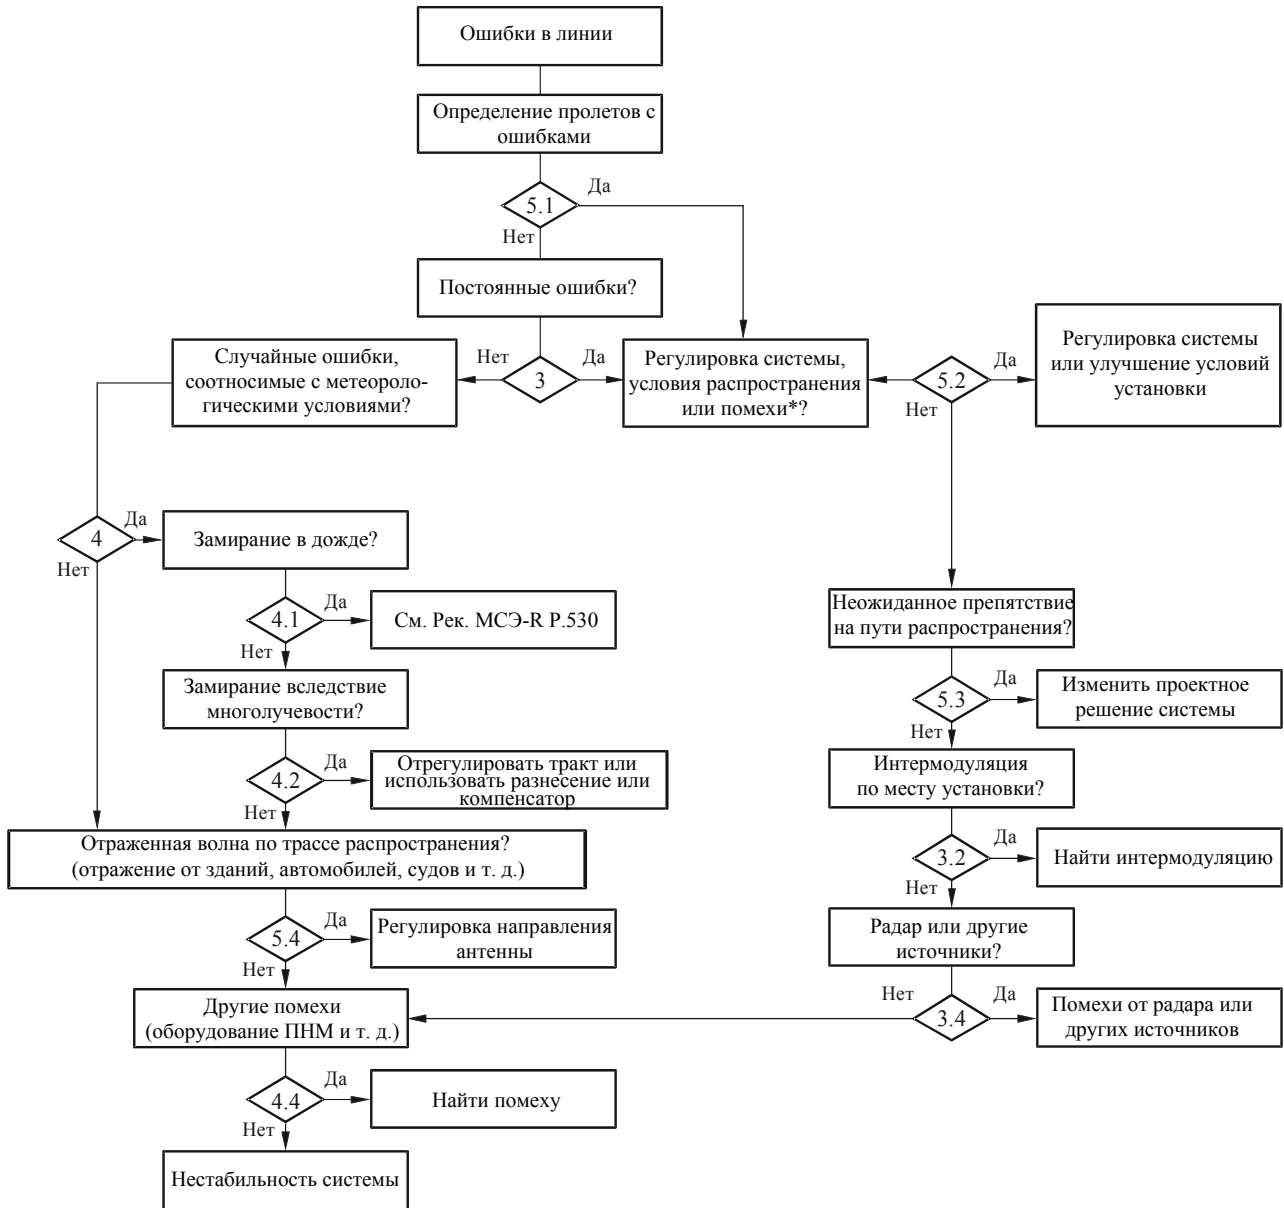 Ошибки в линии
Определение пролетов с
ошибками
Да
5.1
Нет
Постоянные ошибки?
Случайные ошибки,
соотносимые с метеороло-
гическими условиями?
Нет
3
Да
Регулировка системы,
условия распространения
или помехи*?
5.2
Да
Нет
Регулировка системы
или улучшение условий
установки
4
Да
Нет
Замирание в дожде?
4.1
Да
Нет
См. Рек. МСЭ-R P.530
Замирание вследствие
многолучевости?
4.2
Да
Нет
Отрегулировать тракт или
использовать разнесение или
компенсатор
Отраженная волна по трассе распространения?
(отражение от зданий, автомобилей, судов и т. д.)
5.4
Да
Нет
Регулировка направления
антенны
Другие помехи
(оборудование ПНМ и т. д.)
4.4
Да
Нет
Найти помеху
Нестабильность системы
Неожиданное препятствие
на пути распространения?
5.3
Да
Нет
Изменить проектное
решение системы
Интермодуляция
по месту установки?
3.2
Да
Нет
Найти интермодуляцию
Радар или другие
источники?
Нет
3.4
Да
Помехи от радара или
других источников